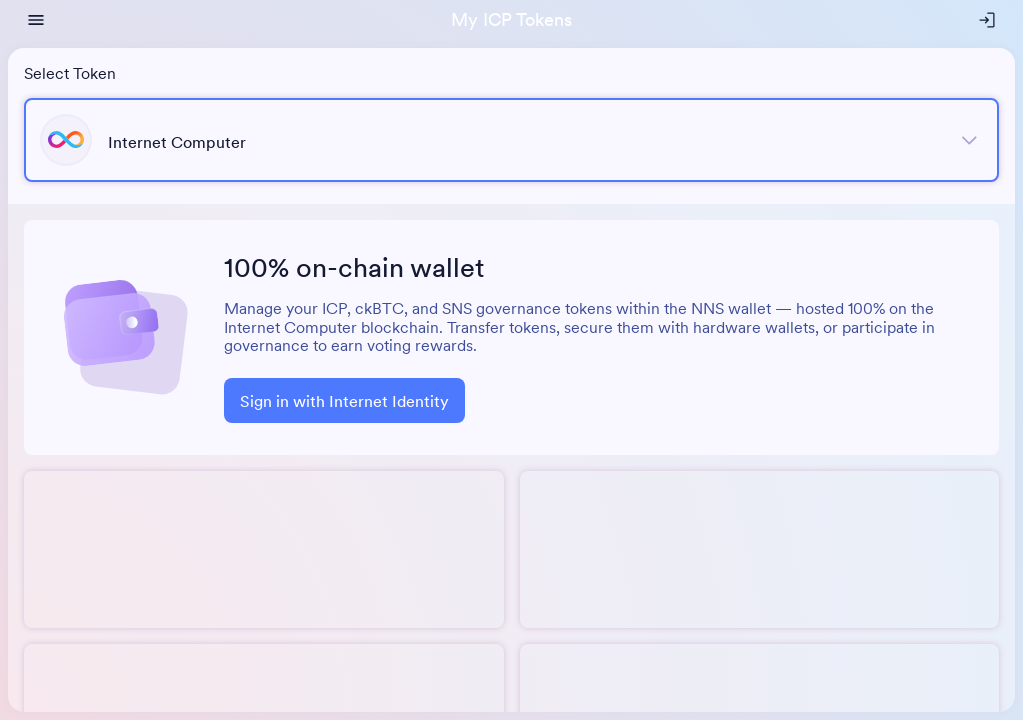 My ICP Tokens
Select Token
Internet Computer
100% on-chain wallet
Manage your ICP, ckBTC, and SNS governance tokens within the NNS wallet — hosted 100% on the
Internet Computer blockchain. Transfer tokens, secure them with hardware wallets, or participate in
governance to earn voting rewards.
Sign in with Internet Identity